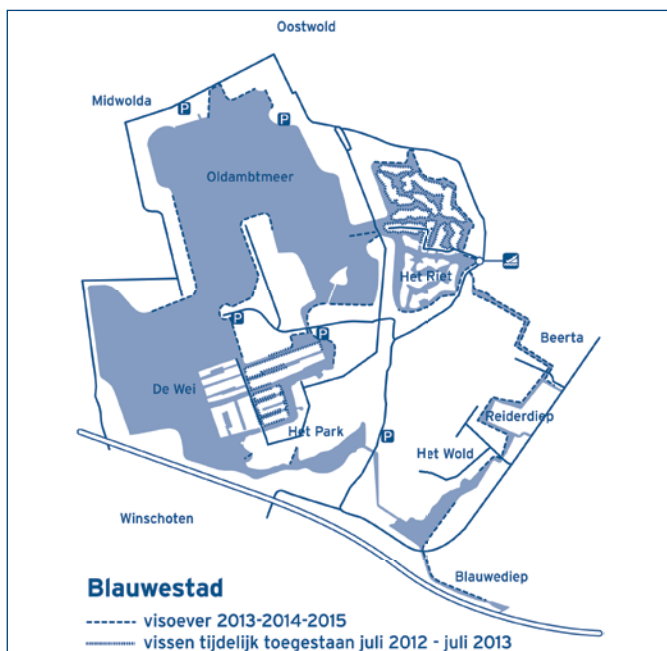 Oostwold
Midwolda
P
P
Oldambtmeer
Het Riet
P
P
Beerta
De Wei
Reiderdiep
Het Park
P
Het Wold
Winschoten
Blauwediep
Blauwestad
visoever 2013-2014-2015
vissen tijdelijk toegestaan juli 2012 - juli 2013